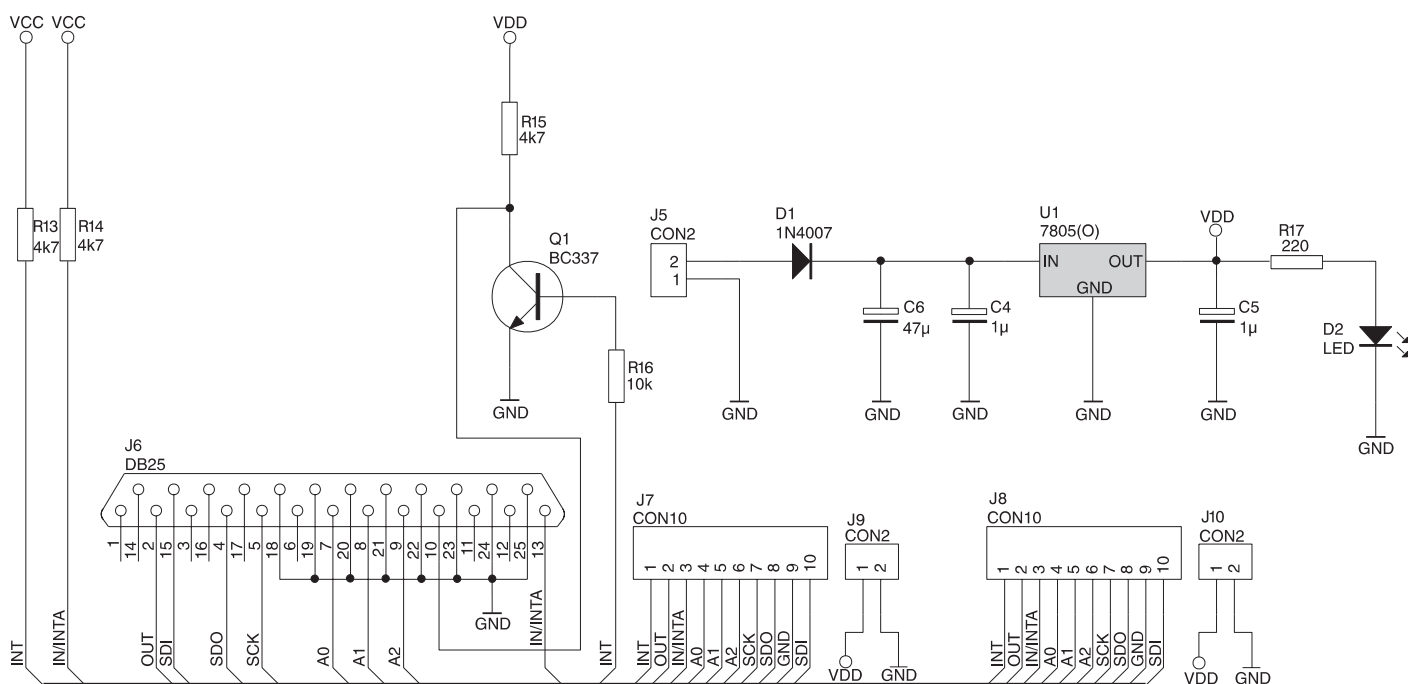 VCC VCC
VDD
R15
4k7
R13
4k7
R14
4k7
Q1
BC337
R16
10k
GND
J5
CON2
2
1
GND
D1
1N4007
C6
47µ
GND
C4
1µ
GND
U1
7805(O)
IN OUT
GND
GND
VDD
C5
1µ
GND
R17
220
D2
LED
GND
J6
DB25
1 14 2 15 3 16 4 17 5 18 6 19 7 20 8 21 9 22 10 23 11 24 12 25 13
GND
INT IN/INTA OUT SDI SDO SCK A0 A1 A2 IN/INTA INT
J7
CON10
1 2 3 4 5 6 7 8 9 10
INT OUT IN/INTA A0 A1 A2 SCK SDO GND SDI
J9
CON2
1 2
VDD GND
J8
CON10
1 2 3 4 5 6 7 8 9 10
INT OUT IN/INTA A0 A1 A2 SCK SDO GND SDI
J10
CON2
1 2
VDD GND